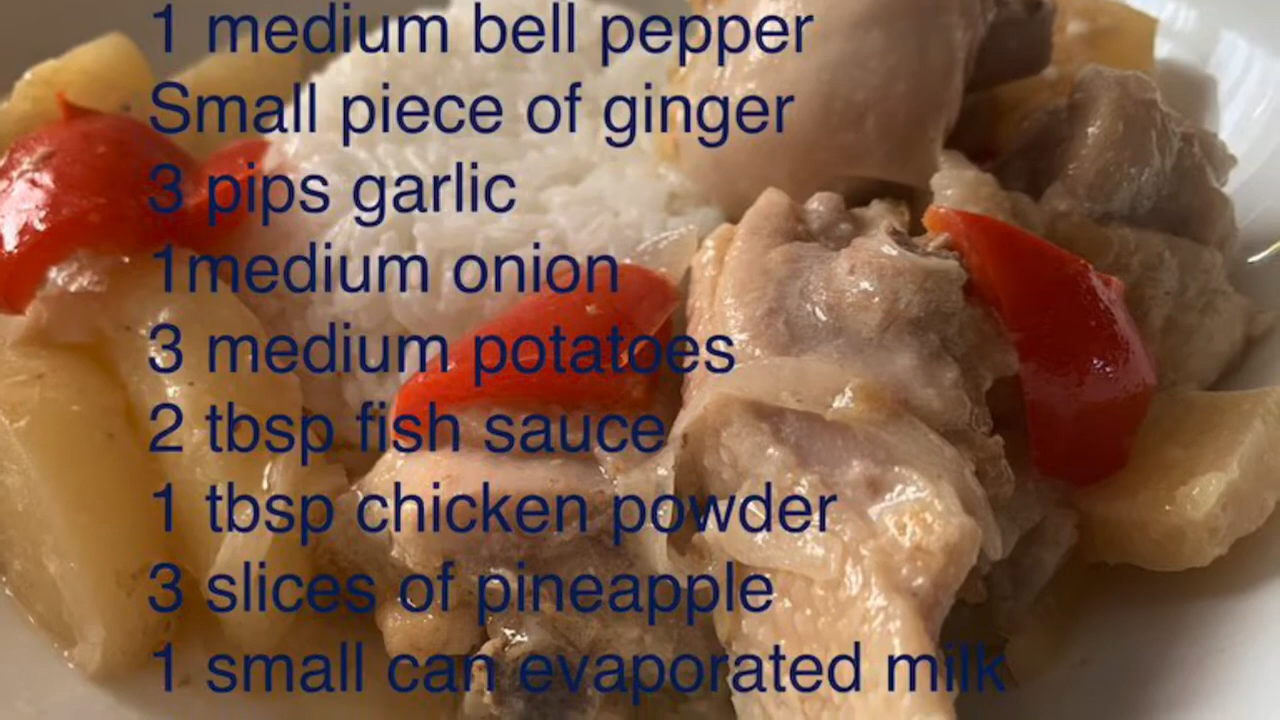 1 medium bell pepper
Small piece of ginger
3 pips garlic
1medium onion
3 medium potatoes
2 tbsp fish sauce
1 tbsp chicken powder
3 slices of pineapple
1 small can evaporated milk